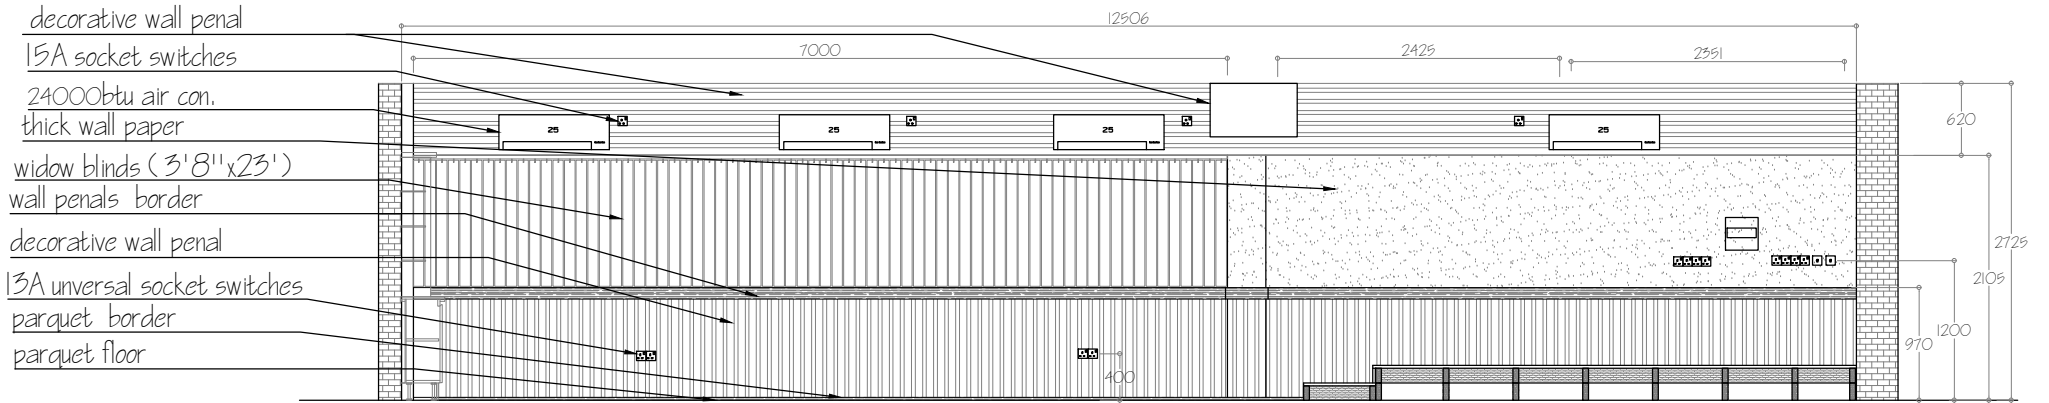 decorative wall penal
15A socket switches
24000btu air con.
thick wall paper
widow blinds (3'8''x23')
wall penals border
decorative wall penal
13A unversal socket switches
parquet border
parquet floor
12506
7000
2425
2351
25
25
25
25
620
2725
2105
1200
970
400